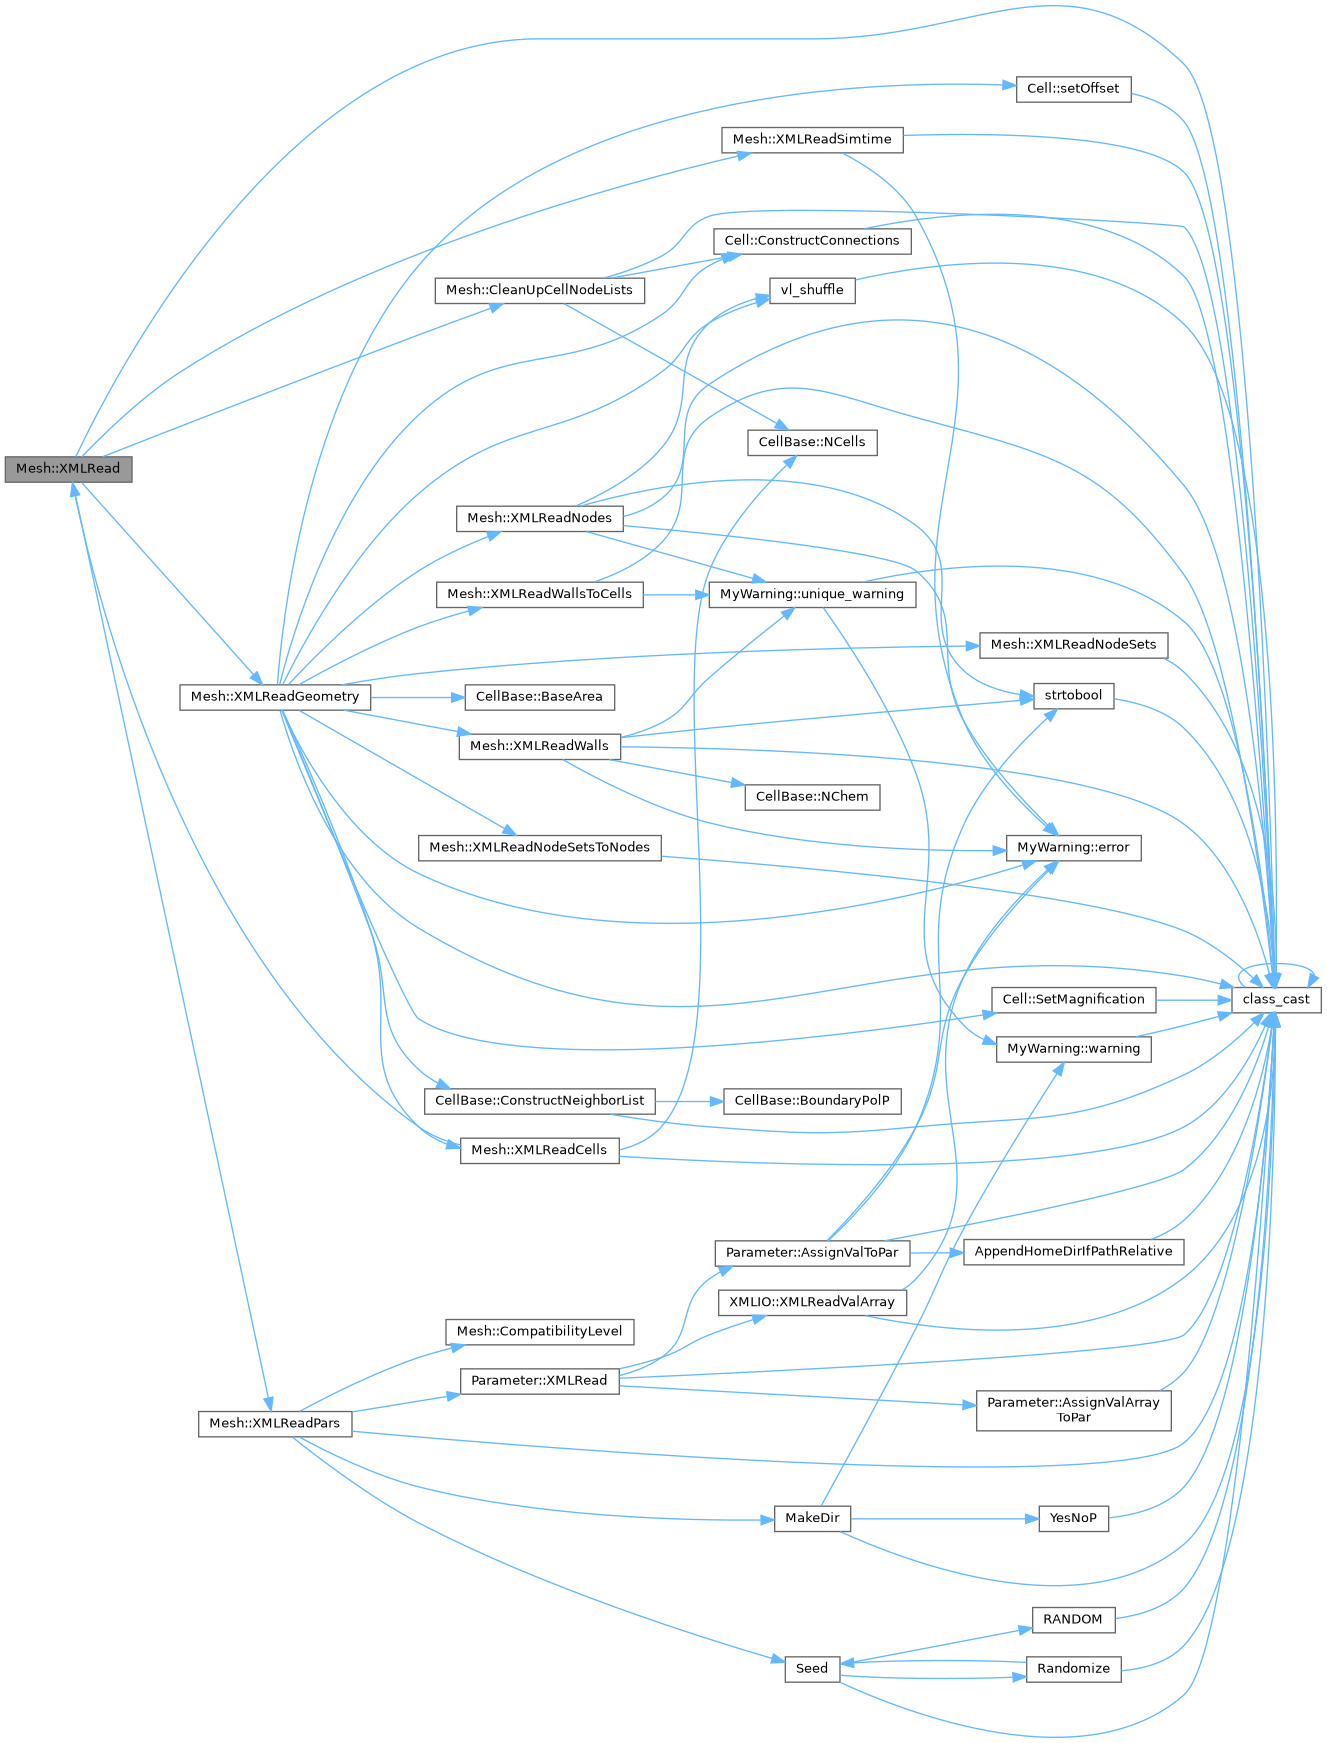 Cell::setOffset
Mesh::XMLReadSimtime
Cell::ConstructConnections
Mesh::CleanUpCellNodeLists
vl_shuffle
CellBase::NCells
Mesh::XMLRead
Mesh::XMLReadNodes
Mesh::XMLReadWallsToCells
MyWarning::unique_warning
Mesh::XMLReadNodeSets
Mesh::XMLReadGeometry
CellBase::BaseArea
strtobool
Mesh::XMLReadWalls
CellBase::NChem
Mesh::XMLReadNodeSetsToNodes
MyWarning::error
Cell::SetMagnification
class_cast
MyWarning::warning
CellBase::ConstructNeighborList
CellBase::BoundaryPolP
Mesh::XMLReadCells
Parameter::AssignValToPar
AppendHomeDirIfPathRelative
XMLIO::XMLReadValArray
Mesh::CompatibilityLevel
Parameter::XMLRead
Parameter::AssignValArray
ToPar
Mesh::XMLReadPars
MakeDir
YesNoP
RANDOM
Seed
Randomize